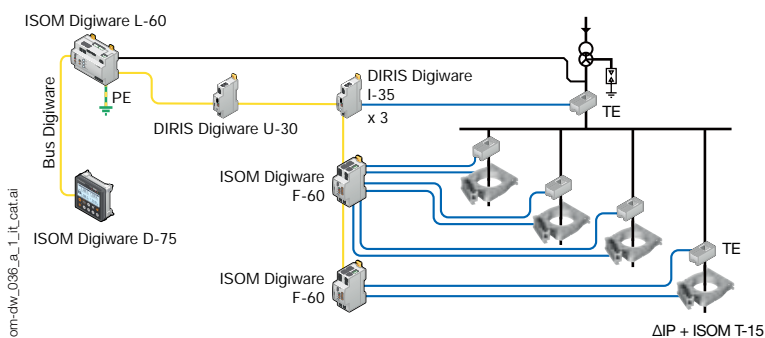 ISOM Digiware L-60
PE
Bus Digiware
DIRIS Digiware U-30
DIRIS Digiware
I-35
x 3
TE
ISOM Digiware
F-60
ISOM Digiware D-75
ISOM Digiware
F-60
TE
ΔIP + ISOM T-15
om-dw_036_a_1_it_cat.ai